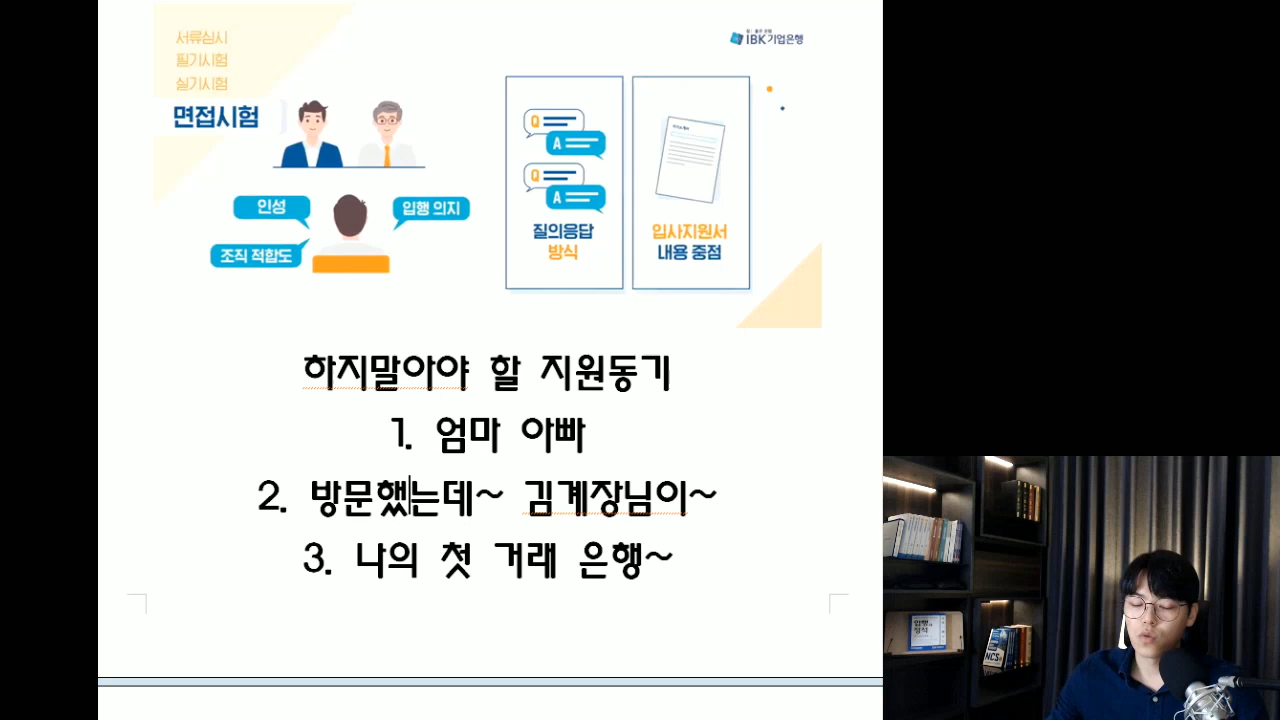 서류심사
필기시험
실기시험
면접시험
IBK기업은행
인성
입행 의지
조직 적합도
Q
A
Q
A
질의응답
방식
입사지원서
내용 중점
하지말아야 할 지원동기
1. 엄마 아빠
2. 방문했는데~ 김계장님이~
3. 나의 첫 거래 은행~
NCS